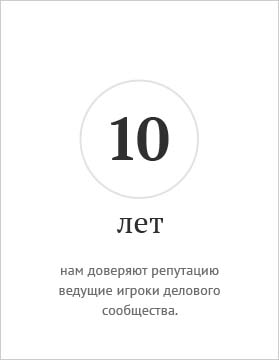 10
лет
нам доверяют репутацию
ведущие игроки делового
сообщества.